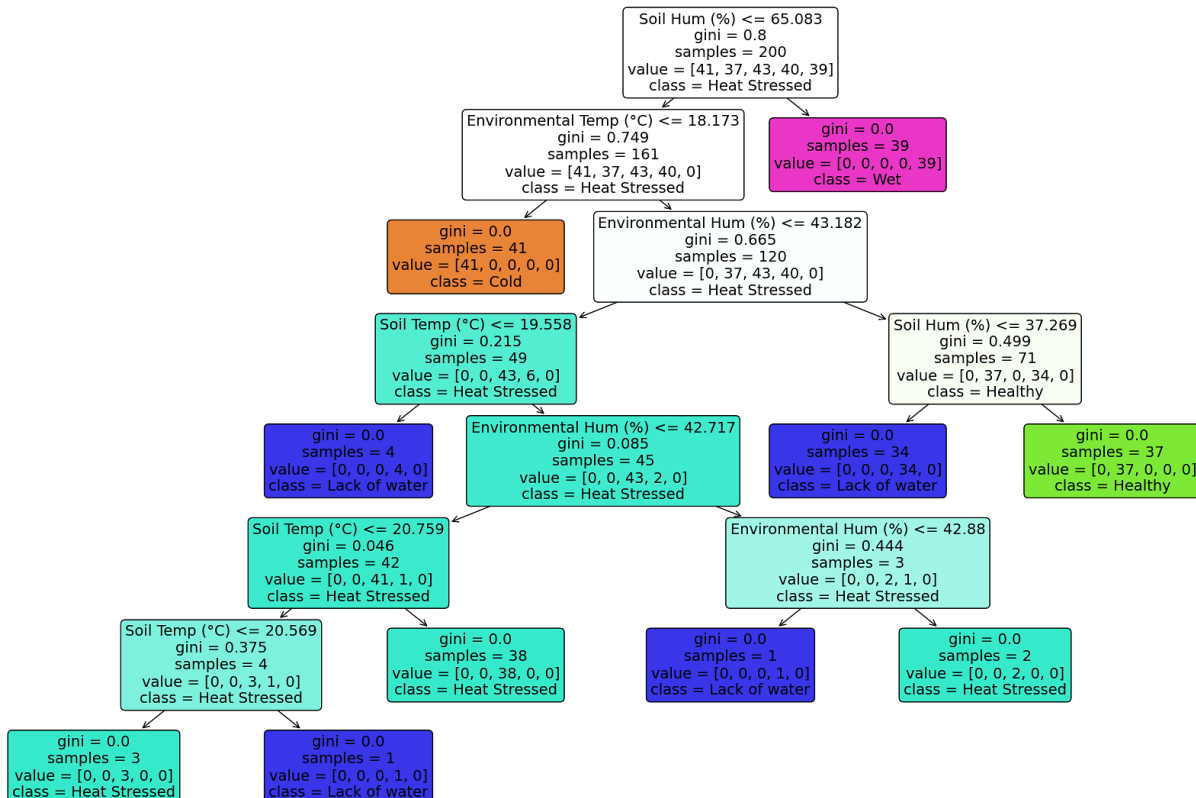 Soil Hum (%) <= 65.083
gini = 0.8
samples = 200
value = [41, 37, 43, 40, 39]
class = Heat Stressed
Environmental Temp (°C) <= 18.173
gini = 0.749
samples = 161
value = [41, 37, 43, 40, 0]
class = Heat Stressed
gini = 0.0
samples = 39
value = [0, 0, 0, 0, 39]
class = Wet
gini = 0.0
samples = 41
value = [41, 0, 0, 0, 0]
class = Cold
Environmental Hum (%) <= 43.182
gini = 0.665
samples = 120
value = [0, 37, 43, 40, 0]
class = Heat Stressed
Soil Temp (°C) <= 19.558
gini = 0.215
samples = 49
value = [0, 0, 43, 6, 0]
class = Heat Stressed
Soil Hum (%) <= 37.269
gini = 0.499
samples = 71
value = [0, 37, 0, 34, 0]
class = Healthy
gini = 0.0
samples = 4
value = [0, 0, 0, 4, 0]
class = Lack of water
Environmental Hum (%) <= 42.717
gini = 0.085
samples = 45
value = [0, 0, 43, 2, 0]
class = Heat Stressed
gini = 0.0
samples = 34
value = [0, 0, 0, 34, 0]
class = Lack of water
gini = 0.0
samples = 37
value = [0, 37, 0, 0, 0]
class = Healthy
Soil Temp (°C) <= 20.759
gini = 0.046
samples = 42
value = [0, 0, 41, 1, 0]
class = Heat Stressed
Environmental Hum (%) <= 42.88
gini = 0.444
samples = 3
value = [0, 0, 2, 1, 0]
class = Heat Stressed
Soil Temp (°C) <= 20.569
gini = 0.375
samples = 4
value = [0, 0, 3, 1, 0]
class = Heat Stressed
gini = 0.0
samples = 38
value = [0, 0, 38, 0, 0]
class = Heat Stressed
gini = 0.0
samples = 1
value = [0, 0, 0, 1, 0]
class = Lack of water
gini = 0.0
samples = 2
value = [0, 0, 2, 0, 0]
class = Heat Stressed
gini = 0.0
samples = 3
value = [0, 0, 3, 0, 0]
class = Heat Stressed
gini = 0.0
samples = 1
value = [0, 0, 0, 1, 0]
class = Lack of water